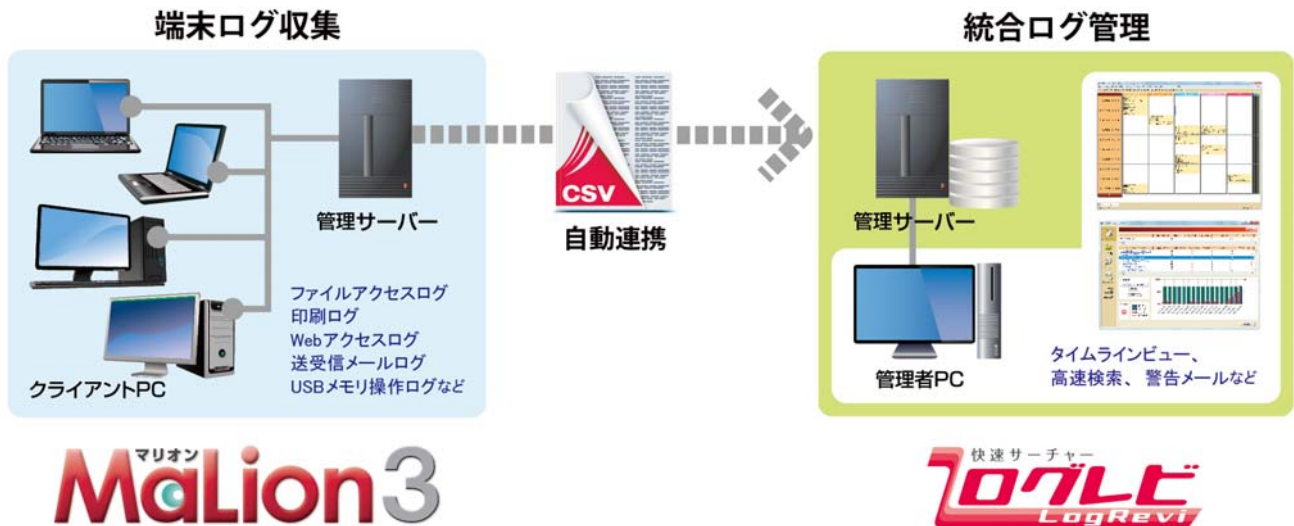 端末ログ収集
管理サーバー
ファイルアクセスログ
印刷ログ
Webアクセスログ
送受信メールログ
USBメモリ操作ログなど
クライアントPC
CSV
自動連携
統合ログ管理
管理サーバー
管理者PC
タイムラインビュー、
高速検索、警告メールなど
マリオン
MaLion3
快速サーチャー
ログレビ
LogRevi